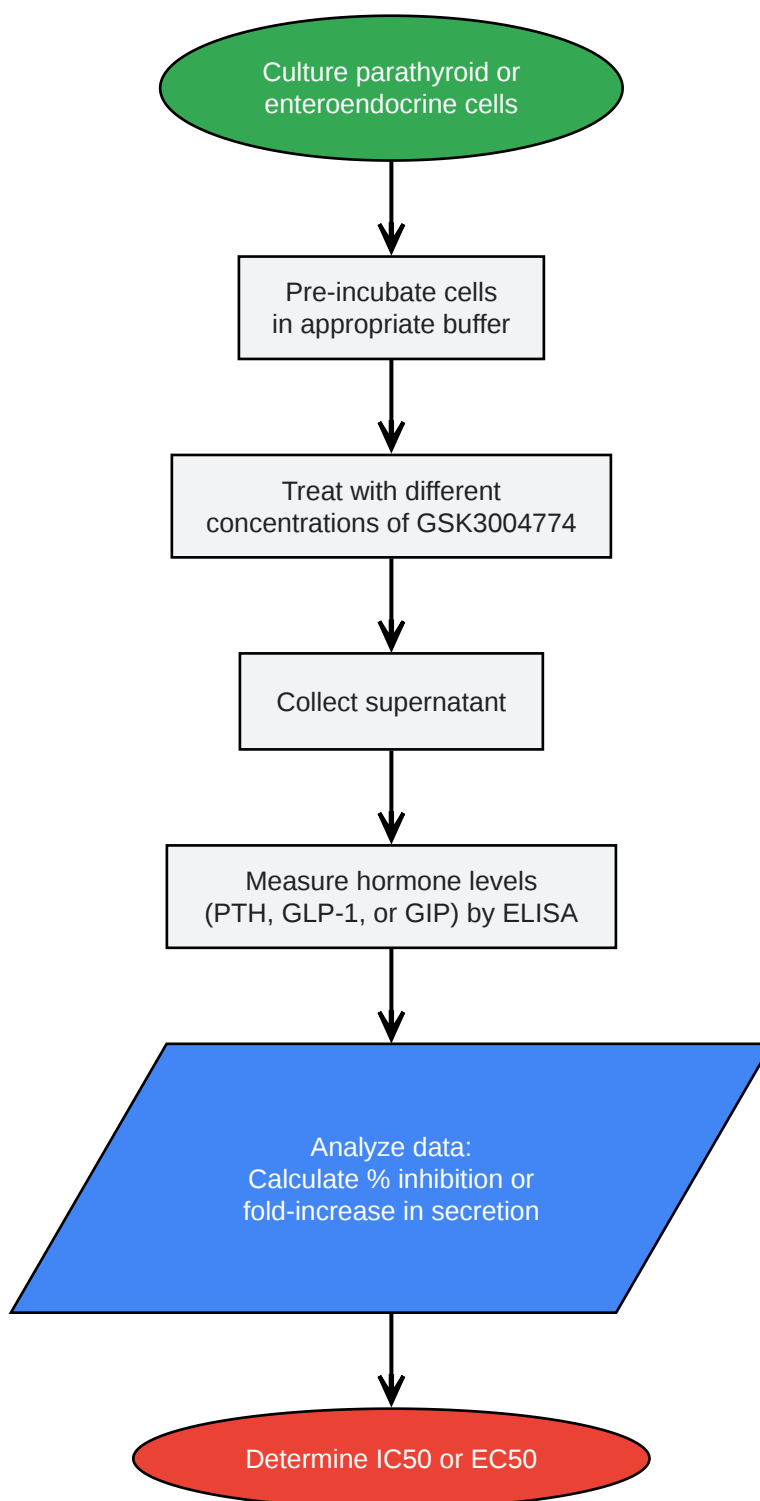 Culture parathyroid or
enteroendocrine cells
Pre-incubate cells
in appropriate buffer
Treat with different
concentrations of GSK3004774
Collect supernatant
Measure hormone levels
(PTH, GLP-1, or GIP) by ELISA
Analyze data:
Calculate % inhibition or
fold-increase in secretion
Determine IC50 or EC50